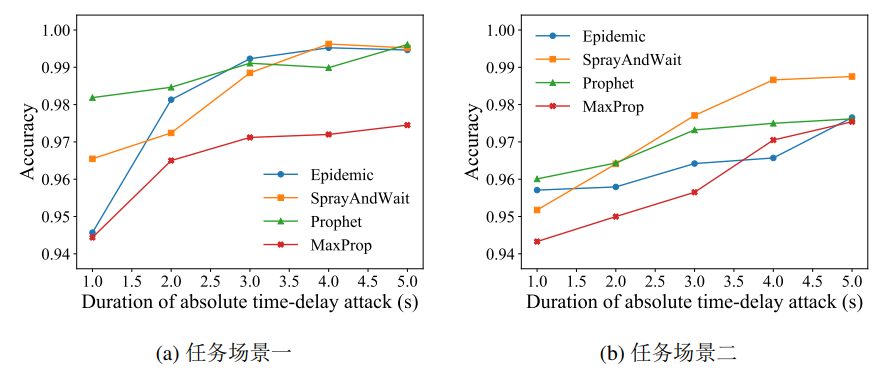 1.00
0.99
0.98
0.97
0.96
0.95
0.94
Accuracy
Epidemic
SprayAndWait
Prophet
MaxProp
1.0 1.5 2.0 2.5 3.0 3.5 4.0 4.5 5.0
Duration of absolute time-delay attack (s)
(a) 任务场景一
1.00
0.99
0.98
0.97
0.96
0.95
0.94
Accuracy
Epidemic
SprayAndWait
Prophet
MaxProp
1.0 1.5 2.0 2.5 3.0 3.5 4.0 4.5 5.0
Duration of absolute time-delay attack (s)
(b) 任务场景二